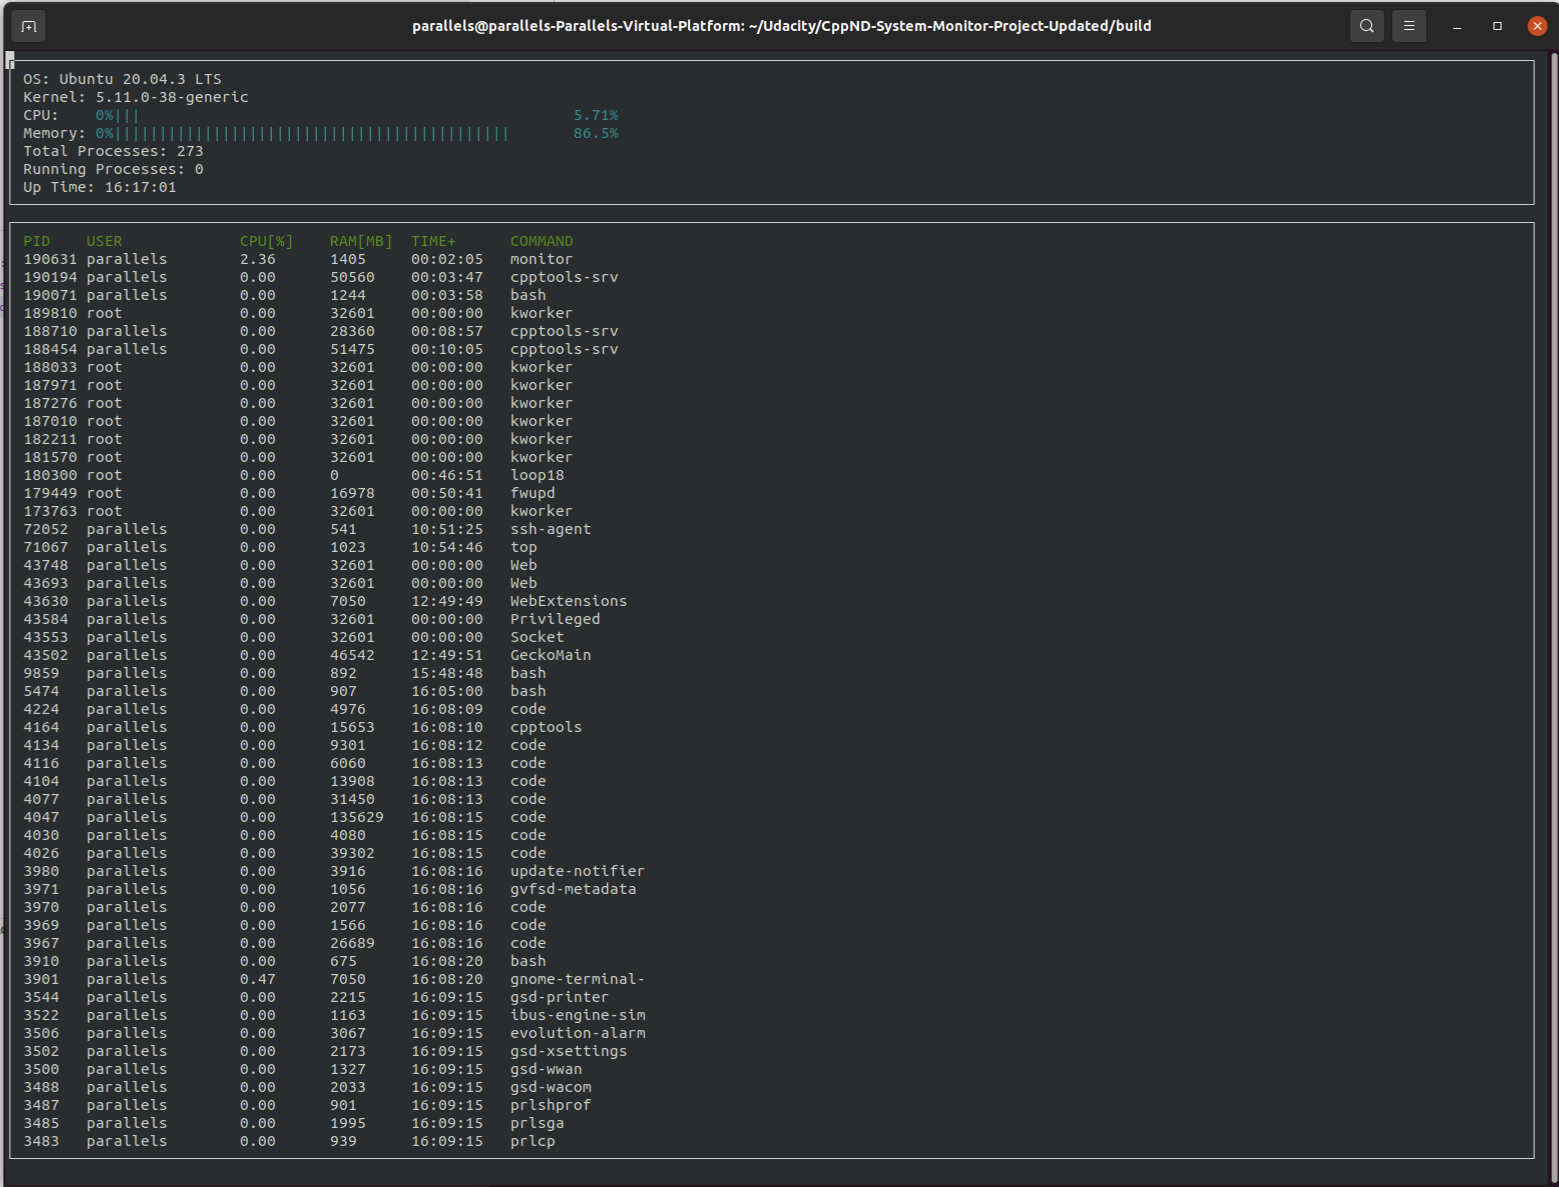 parallels@parallels-Parallels-Virtual-Platform: ~/Udacity/CppND-System-Monitor-Project-Updated/build
OS: Ubuntu 20.04.3 LTS
Kernel: 5.11.0-38-generic
CPU: 0%||| 5.71%
Memory: 0%|||||||||||||||||||||||||||||||||||||||||||| 86.5%
Total Processes: 273
Running Processes: 0
Up Time: 16:17:01
PID USER CPU[%] RAM[MB] TIME+ COMMAND
190631 parallels 2.36 1405 00:02:05 monitor
190194 parallels 0.00 50560 00:03:47 cpptools-srv
190071 parallels 0.00 1244 00:03:58 bash
189810 root 0.00 32601 00:00:00 kworker
188710 parallels 0.00 28360 00:08:57 cpptools-srv
188454 parallels 0.00 51475 00:10:05 cpptools-srv
188033 root 0.00 32601 00:00:00 kworker
187971 root 0.00 32601 00:00:00 kworker
187276 root 0.00 32601 00:00:00 kworker
187010 root 0.00 32601 00:00:00 kworker
182211 root 0.00 32601 00:00:00 kworker
181570 root 0.00 32601 00:00:00 kworker
180300 root 0.00 0 00:46:51 loop18
179449 root 0.00 16978 00:50:41 fwupd
173763 root 0.00 32601 00:00:00 kworker
72052 parallels 0.00 541 10:51:25 ssh-agent
71067 parallels 0.00 1023 10:54:46 top
43748 parallels 0.00 32601 00:00:00 Web
43693 parallels 0.00 32601 00:00:00 Web
43630 parallels 0.00 7050 12:49:49 WebExtensions
43584 parallels 0.00 32601 00:00:00 Privileged
43553 parallels 0.00 32601 00:00:00 Socket
43502 parallels 0.00 46542 12:49:51 GeckoMain
9859 parallels 0.00 892 15:48:48 bash
5474 parallels 0.00 907 16:05:00 bash
4224 parallels 0.00 4976 16:08:09 code
4164 parallels 0.00 15653 16:08:10 cpptools
4134 parallels 0.00 9301 16:08:12 code
4116 parallels 0.00 6060 16:08:13 code
4104 parallels 0.00 13908 16:08:13 code
4077 parallels 0.00 31450 16:08:13 code
4047 parallels 0.00 135629 16:08:15 code
4030 parallels 0.00 4080 16:08:15 code
4026 parallels 0.00 39302 16:08:15 code
3980 parallels 0.00 3916 16:08:16 update-notifier
3971 parallels 0.00 1056 16:08:16 gvfsd-metadata
3970 parallels 0.00 2077 16:08:16 code
3969 parallels 0.00 1566 16:08:16 code
3967 parallels 0.00 26689 16:08:16 code
3910 parallels 0.00 675 16:08:20 bash
3901 parallels 0.47 7050 16:08:20 gnome-terminal-
3544 parallels 0.00 2215 16:09:15 gsd-printer
3522 parallels 0.00 1163 16:09:15 ibus-engine-sim
3506 parallels 0.00 3067 16:09:15 evolution-alarm
3502 parallels 0.00 2173 16:09:15 gsd-xsettings
3500 parallels 0.00 1327 16:09:15 gsd-wwan
3488 parallels 0.00 2033 16:09:15 gsd-wacom
3487 parallels 0.00 901 16:09:15 prlshprof
3485 parallels 0.00 1995 16:09:15 prlsga
3483 parallels 0.00 939 16:09:15 prlcp